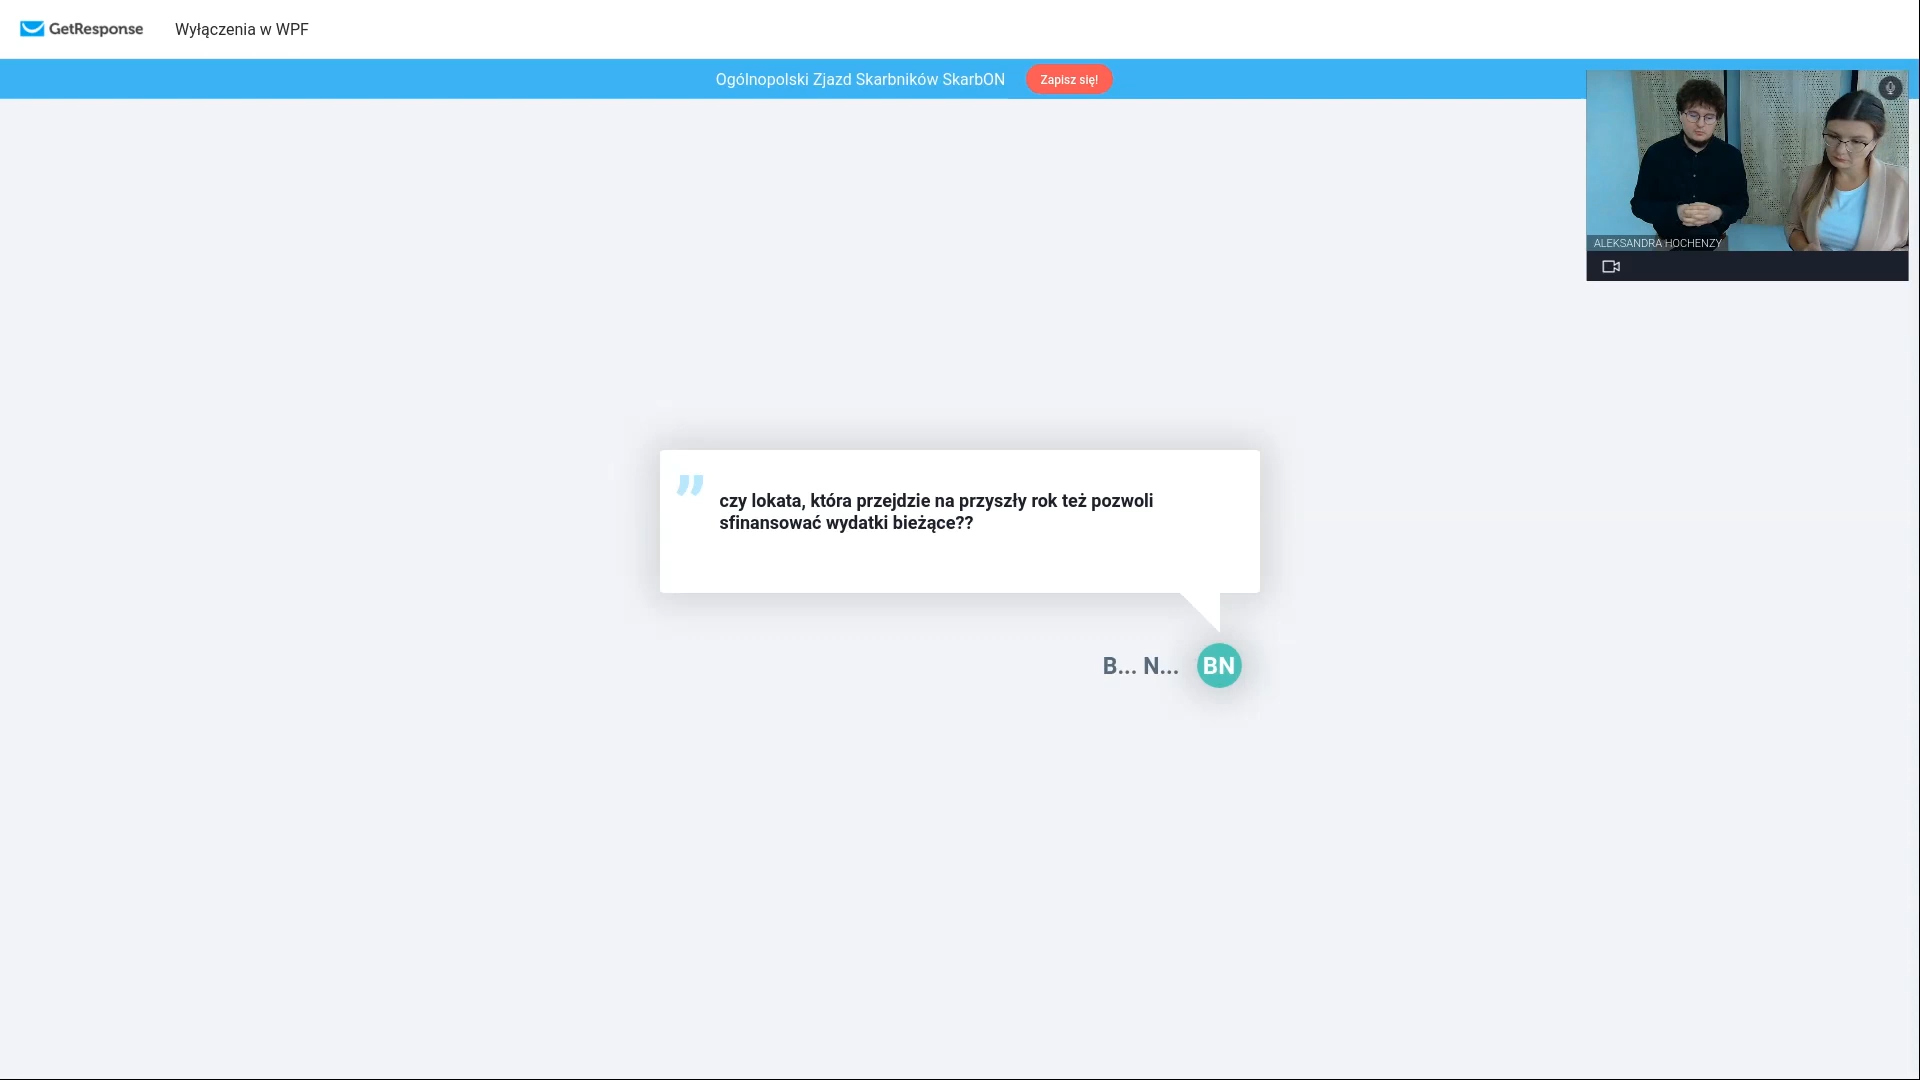 GetResponse
Wyłączenia w WPF
Ogólnopolski Zjazd Skarbników SkarbON
Zapisz się!
ALEKSANDRA HOCHENZY
czy lokata, która przejdzie na przyszły rok też pozwoli
sfinansować wydatki bieżące??
B... N...
BN